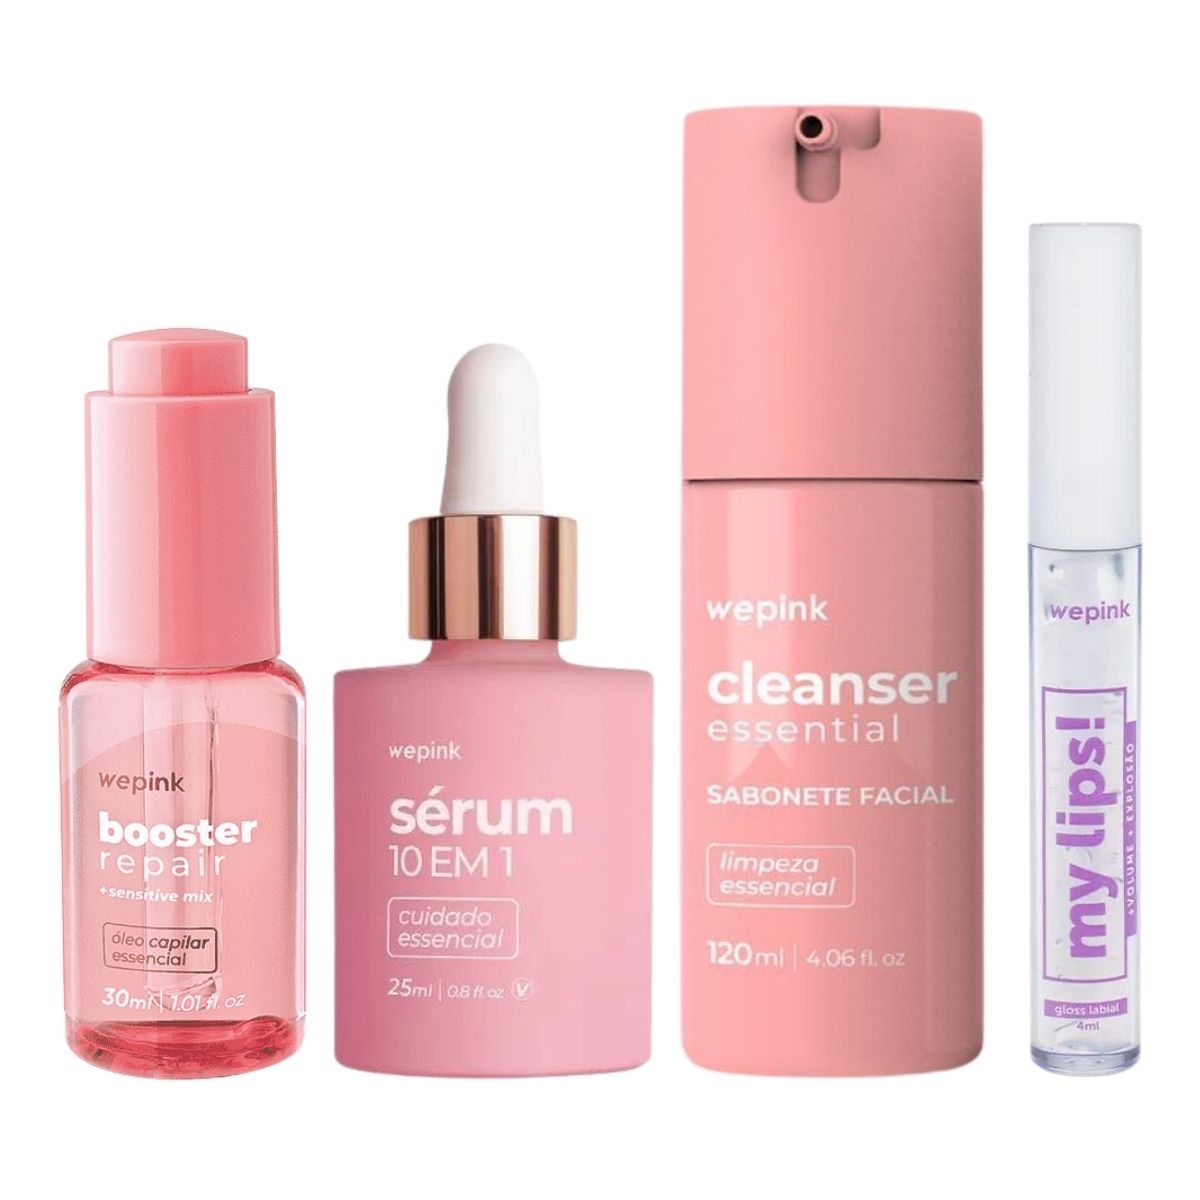 wepink
booster
repair
+sensitive mix
óleo capilar
essencial
30ml | 1.01 fl. oz
wepink
sérum
10 EM 1
cuidado
essencial
25ml | 0.8 fl. oz V
wepink
cleanser
essential
SABONETE FACIAL
limpeza
essencial
120ml | 4.06 fl. oz
wepink
my lips!
+VOLUME + EXPLOSÃO
gloss labial
4ml